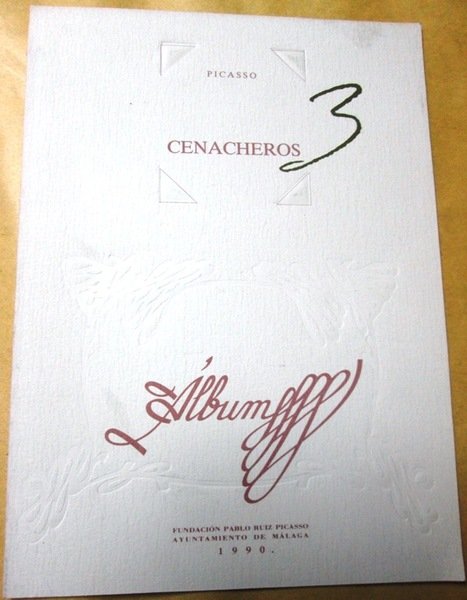 PICASSO
3
CENACHEROS
Álbum
FUNDACIÓN PABLO RUIZ PICASSO
AYUNTAMIENTO DE MÁLAGA
1990.